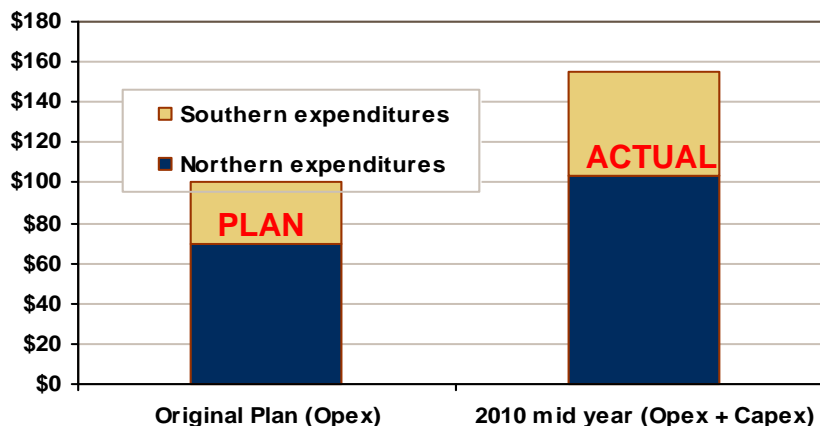 $180
$160
$140
$120
$100
$80
$60
$40
$20
$0
Southern expenditures
Northern expenditures
PLAN
ACTUAL
Original Plan (Opex)
2010 mid year (Opex + Capex)